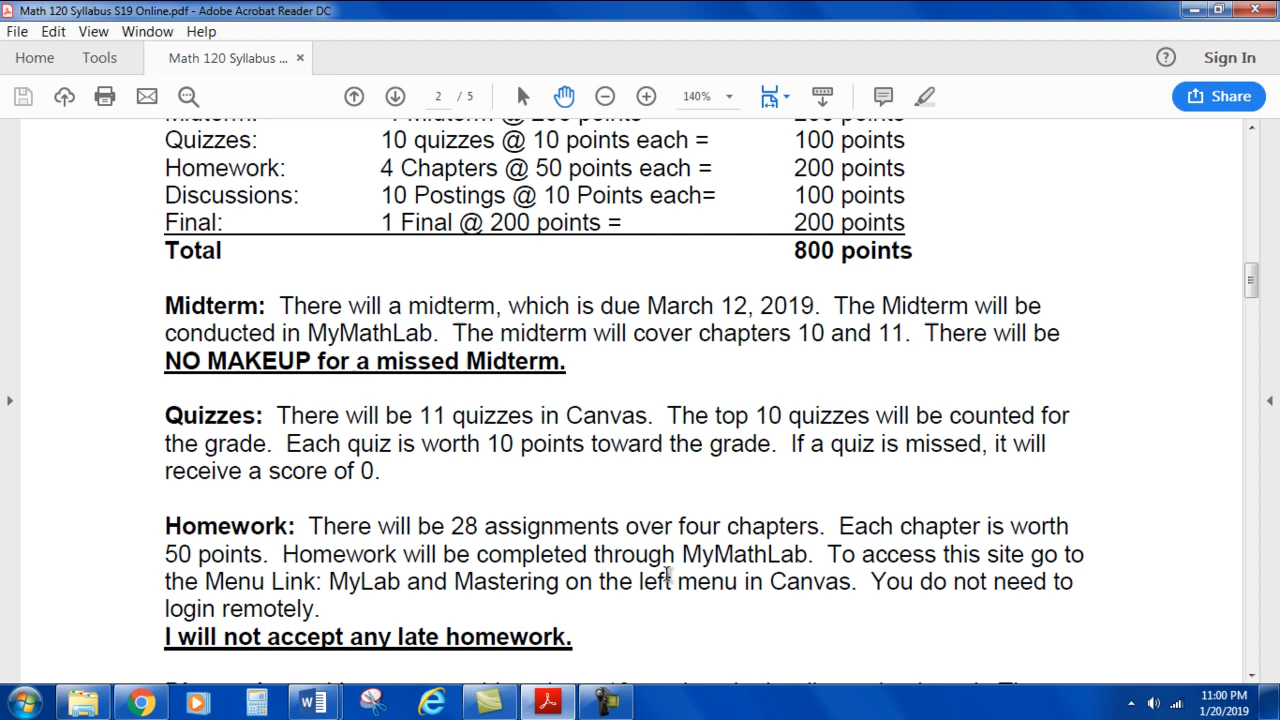 Math 120 Syllabus S19 Online.pdf - Adobe Acrobat Reader DC
File Edit View Window Help
Home Tools Math 120 Syllabus ... × Sign In
2 / 5 140% Share
Midterm: 1 Midterm @ 200 points 200 points
Quizzes: 10 quizzes @ 10 points each = 100 points
Homework: 4 Chapters @ 50 points each = 200 points
Discussions: 10 Postings @ 10 Points each= 100 points
Final: 1 Final @ 200 points = 200 points
Total 800 points
Midterm: There will a midterm, which is due March 12, 2019. The Midterm will be
conducted in MyMathLab. The midterm will cover chapters 10 and 11. There will be
NO MAKEUP for a missed Midterm.
Quizzes: There will be 11 quizzes in Canvas. The top 10 quizzes will be counted for
the grade. Each quiz is worth 10 points toward the grade. If a quiz is missed, it will
receive a score of 0.
Homework: There will be 28 assignments over four chapters. Each chapter is worth
50 points. Homework will be completed through MyMathLab. To access this site go to
the Menu Link: MyLab and Mastering on the left menu in Canvas. You do not need to
login remotely.
I will not accept any late homework.
11:00 PM
1/20/2019